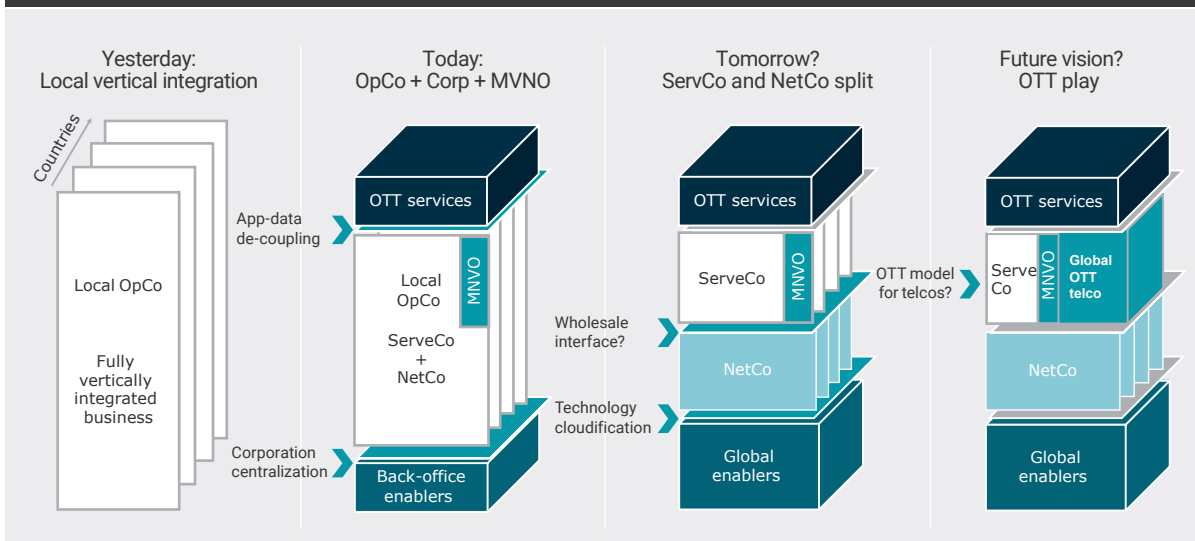 Yesterday:
Local vertical integration
Countries
Local OpCo
Fully
vertically
integrated
business
Today:
OpCo + Corp + MVNO
App-data
de-coupling
Corporation
centralization
OTT services
Local
OpCo
MNVO
ServeCo
+
NetCo
Back-office
enablers
Tomorrow?
ServCo and NetCo split
Wholesale
interface?
Technology
cloudification
OTT services
ServeCo
MNVO
NetCo
Global
enablers
Future vision?
OTT play
OTT model
for telcos?
OTT services
Serve
Co
MNVO
Global
OTT
telco
NetCo
Global
enablers